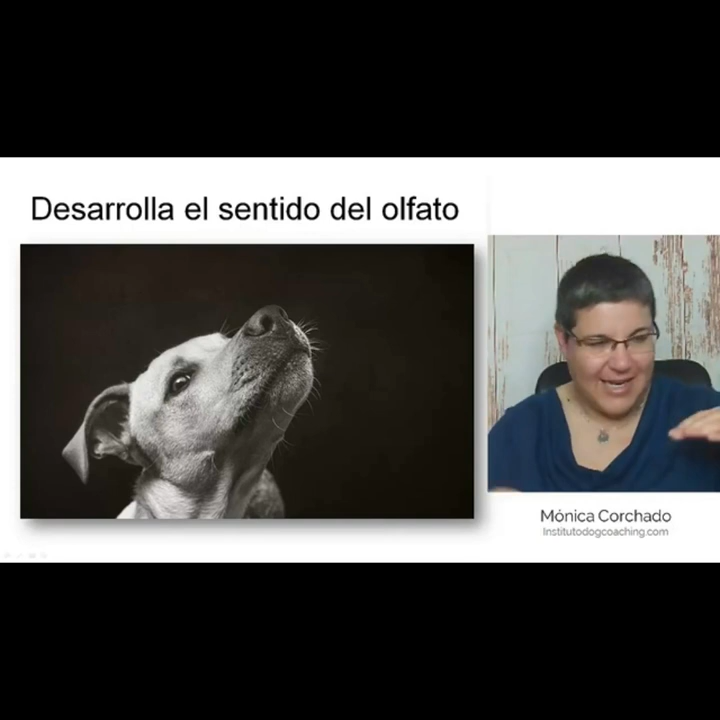 Desarrolla el sentido del olfato
Mónica Corchado
Institutodogcoaching.com